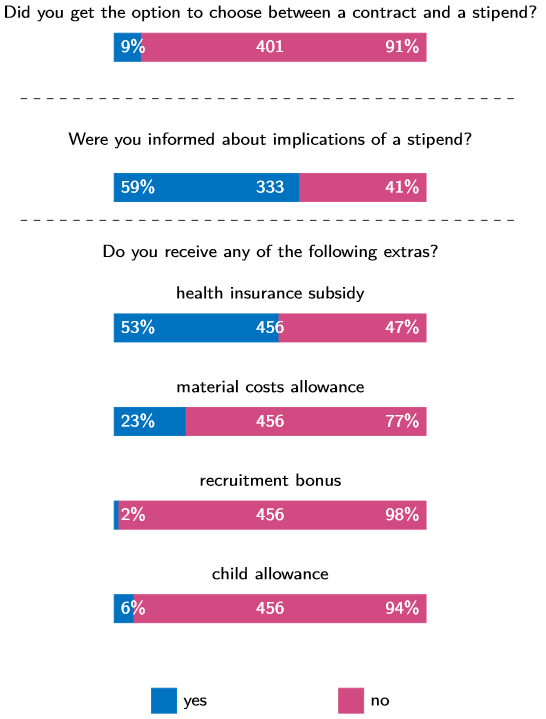 Did you get the option to choose between a contract and a stipend?
9% 401 91%
Were you informed about implications of a stipend?
59% 333 41%
Do you receive any of the following extras?
health insurance subsidy
53% 456 47%
material costs allowance
23% 456 77%
recruitment bonus
2% 456 98%
child allowance
6% 456 94%
yes no